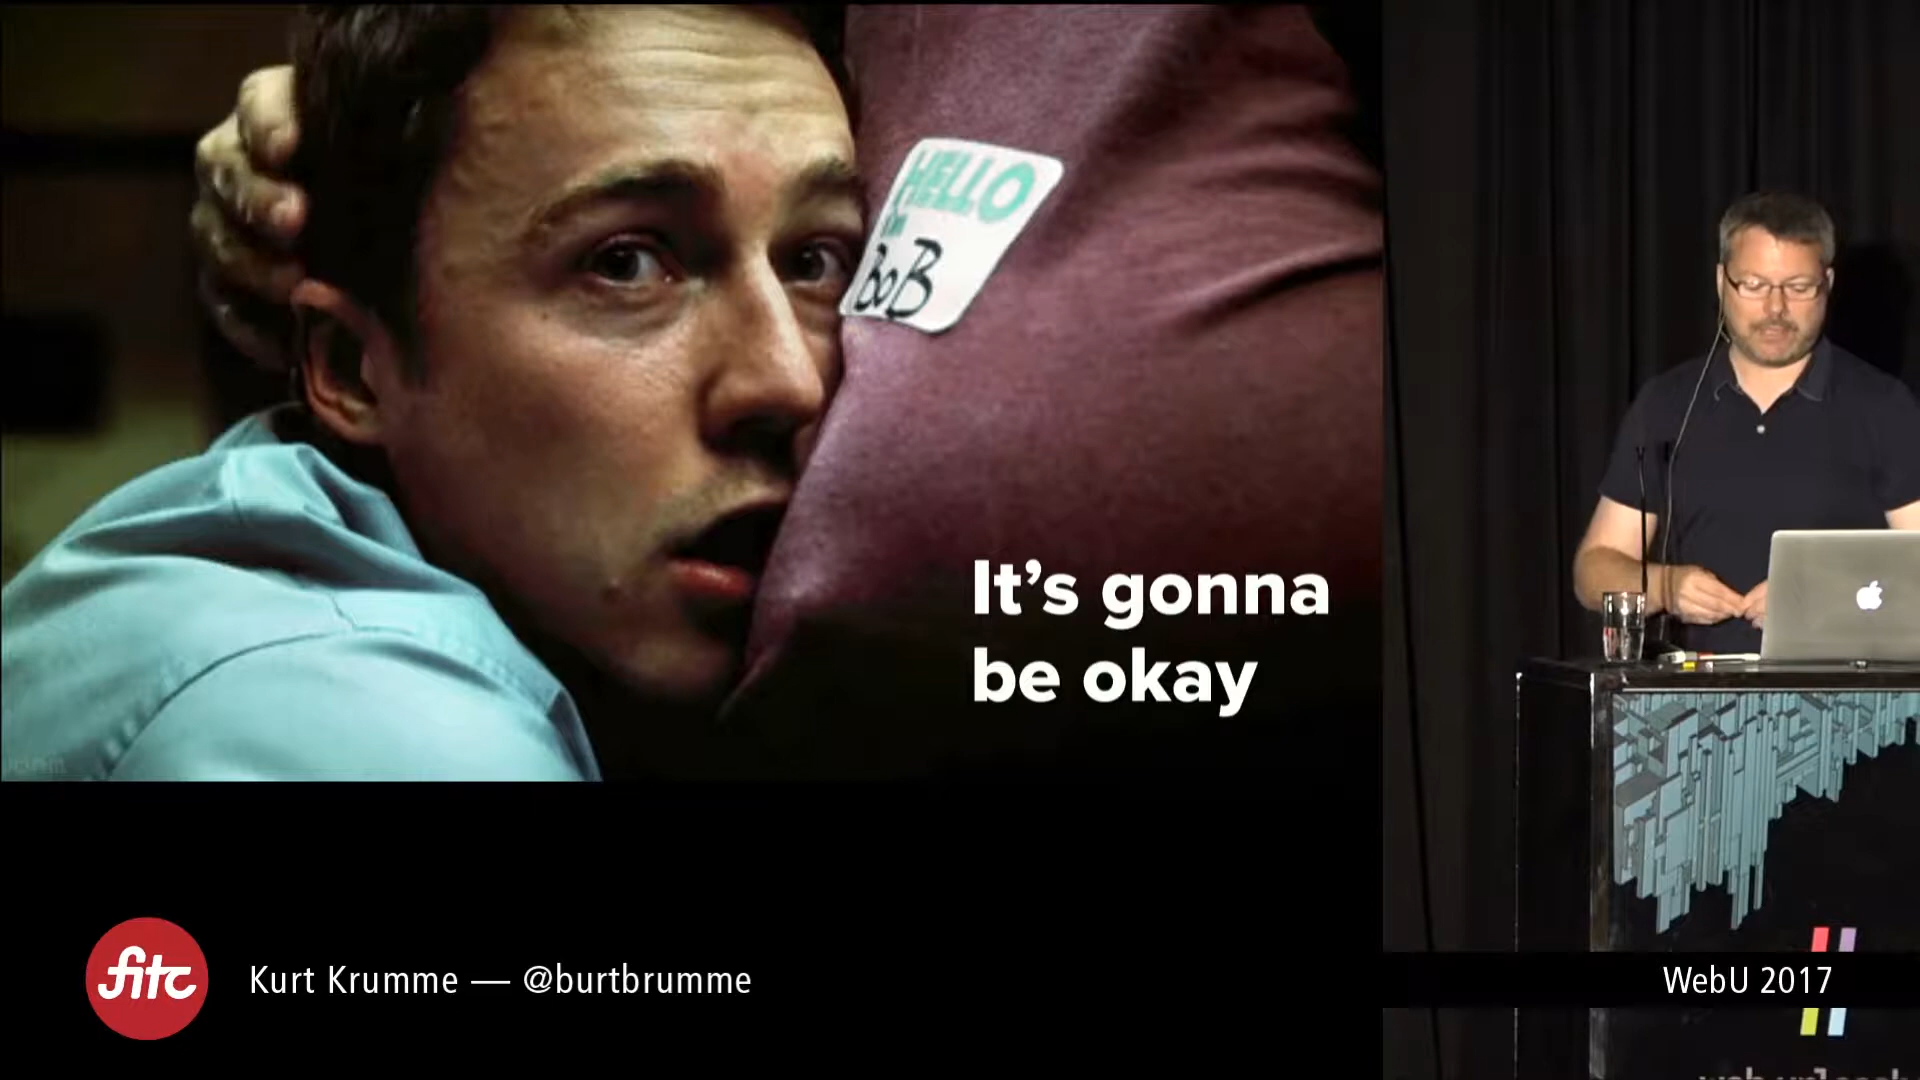 HELLO
I'M
BoB
It's gonna
be okay
fitc
Kurt Krumme — @burtbrumme
WebU 2017